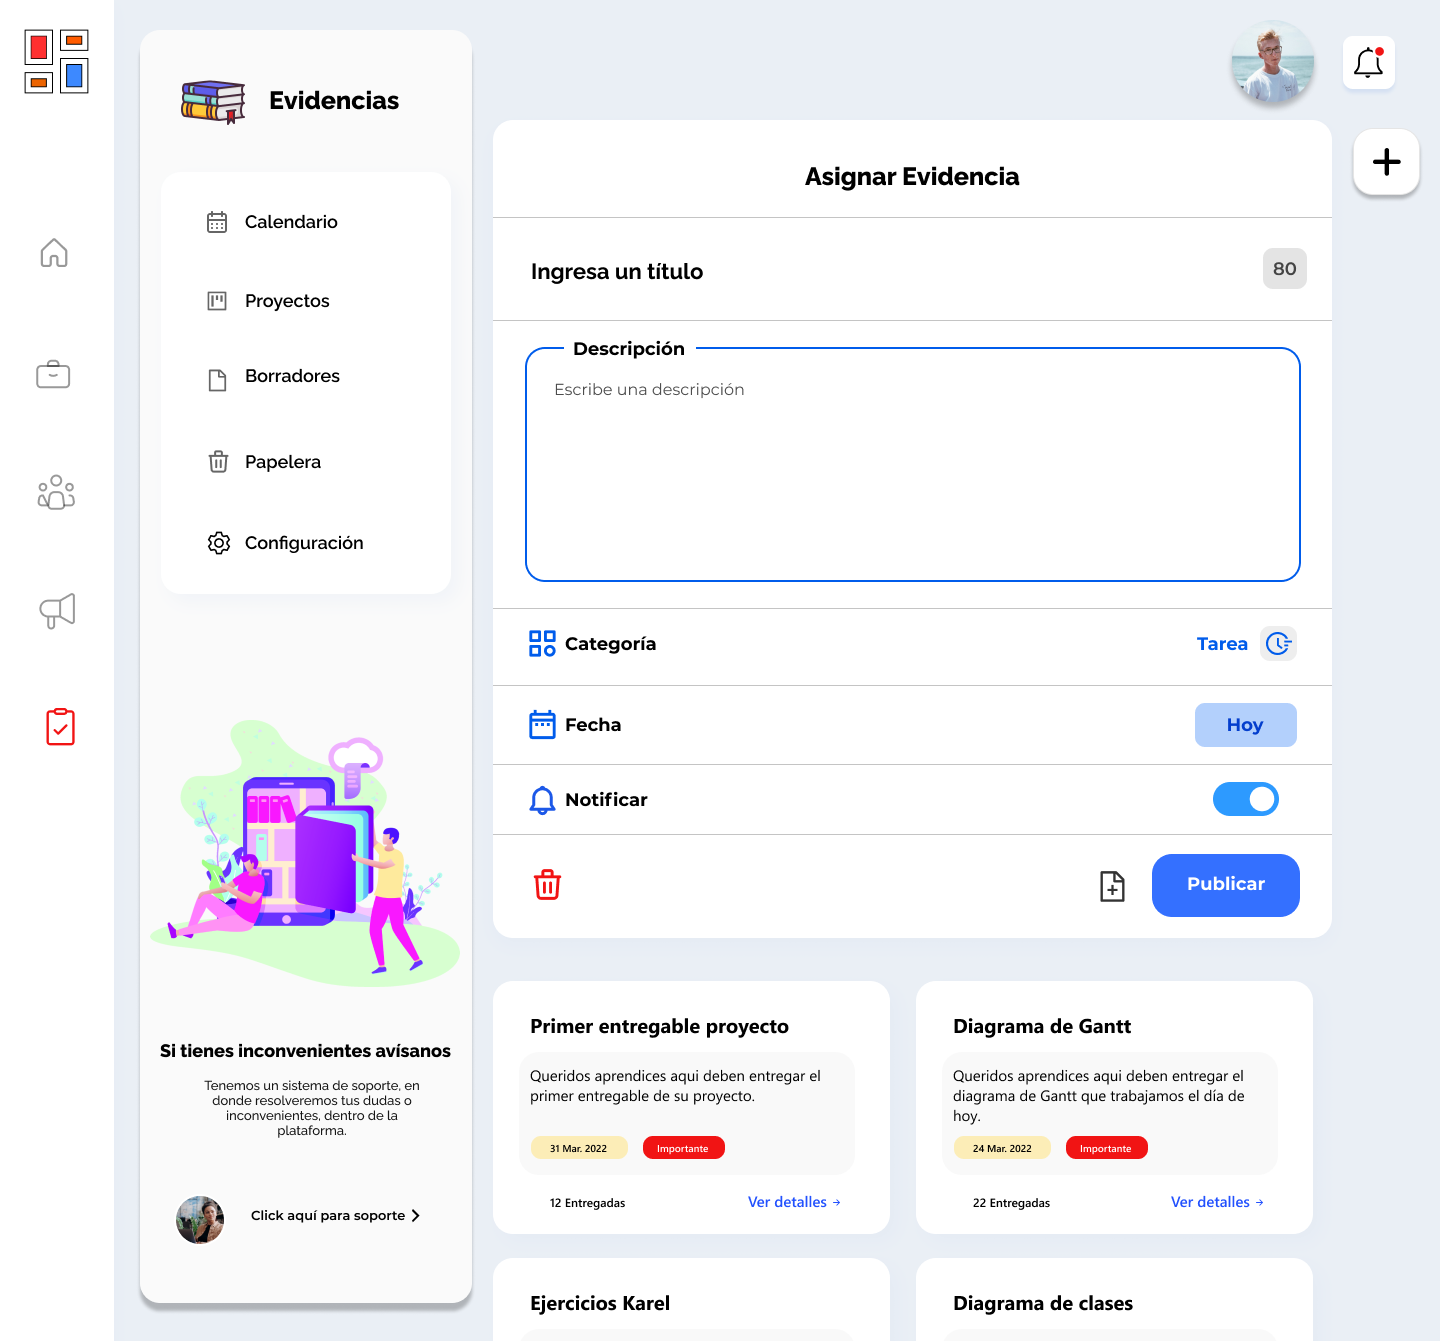 Evidencias
Calendario
Proyectos
Borradores
Papelera
Configuración
Si tienes inconvenientes avísanos
Tenemos un sistema de soporte, en
donde resolveremos tus dudas o
inconvenientes, dentro de la
plataforma.
Click aquí para soporte
Asignar Evidencia
Ingresa un título
80
Descripción
Escribe una descripción
Categoría
Tarea
Fecha
Hoy
Notificar
Publicar
Primer entregable proyecto
Queridos aprendices aqui deben entregar el
primer entregable de su proyecto.
31 Mar. 2022
Importante
12 Entregadas
Ver detalles →
Diagrama de Gantt
Queridos aprendices aqui deben entregar el
diagrama de Gantt que trabajamos el día de
hoy.
24 Mar. 2022
Importante
22 Entregadas
Ver detalles →
Ejercicios Karel
Diagrama de clases